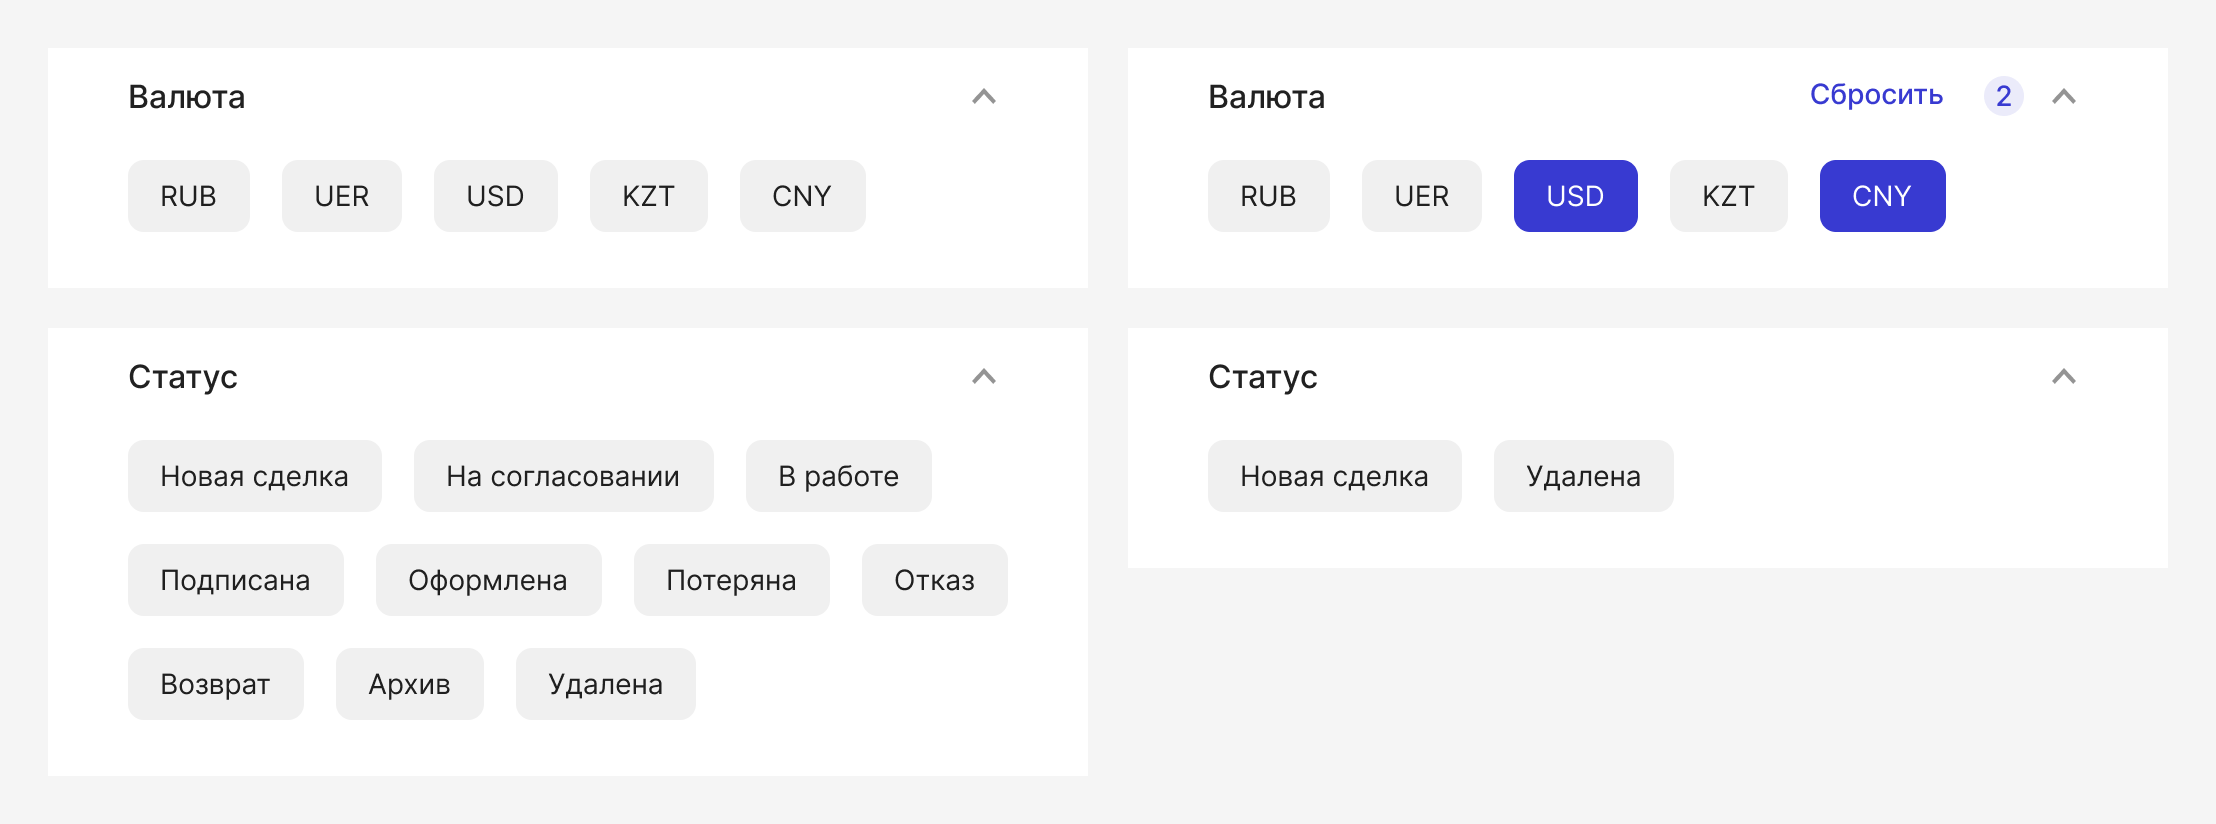 Валюта
RUB UER USD KZT CNY
Валюта Сбросить 2
RUB UER USD KZT CNY
Статус
Новая сделка На согласовании В работе
Подписана Оформлена Потеряна Отказ
Возврат Архив Удалена
Статус
Новая сделка Удалена